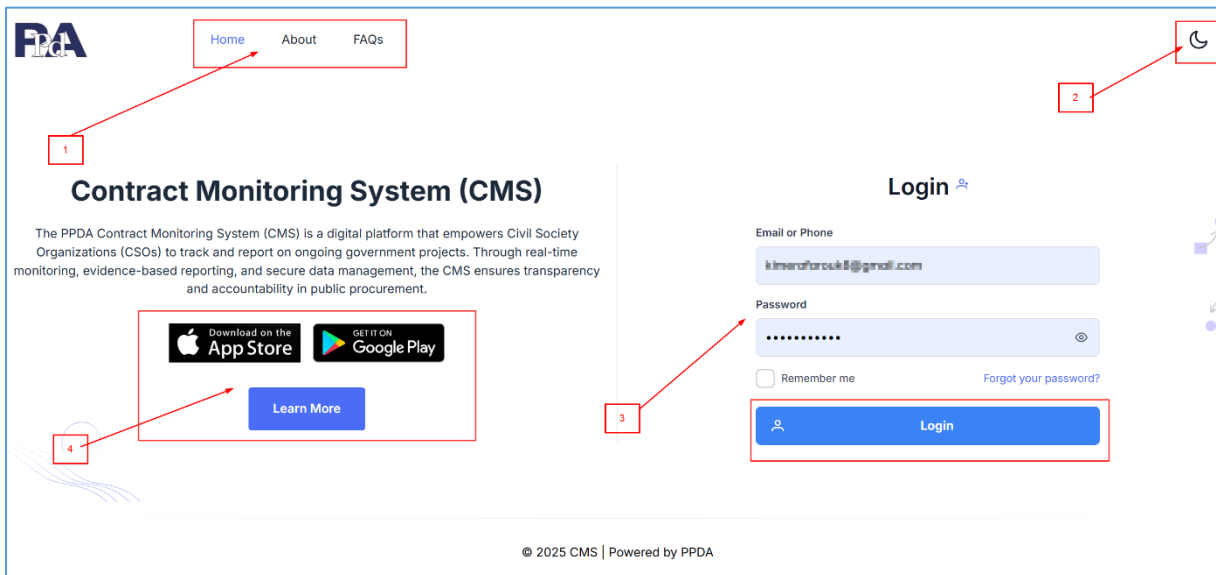 PPdA
Home About FAQs
2
1
Contract Monitoring System (CMS)
The PPDA Contract Monitoring System (CMS) is a digital platform that empowers Civil Society
Organizations (CSOs) to track and report on ongoing government projects. Through real-time
monitoring, evidence-based reporting, and secure data management, the CMS ensures transparency
and accountability in public procurement.
Download on the
App Store
GET IT ON
Google Play
Learn More
4
Login
Email or Phone
@gmail.com
Password
•••••••••••
Remember me Forgot your password?
3
Login
© 2025 CMS | Powered by PPDA